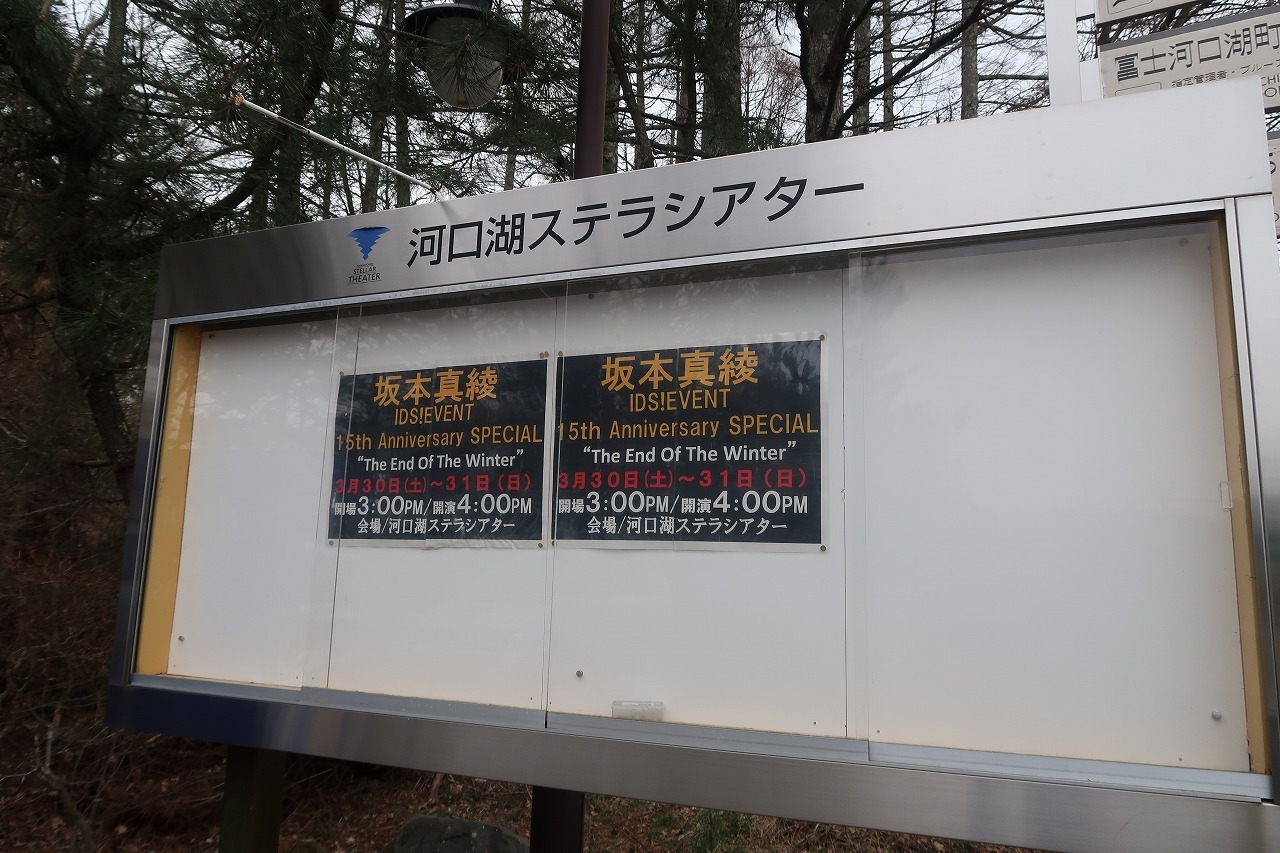 富士河口湖町
河口湖ステラシアター
STELLAR
THEATER
坂本真綾
IDS!EVENT
15th Anniversary SPECIAL
“The End Of The Winter”
3月30日(土)～31日(日)
開場3:00PM/開演4:00PM
会場/河口湖ステラシアター
坂本真綾
IDS!EVENT
15th Anniversary SPECIAL
“The End Of The Winter”
3月30日(土)～31日(日)
開場3:00PM/開演4:00PM
会場/河口湖ステラシアター